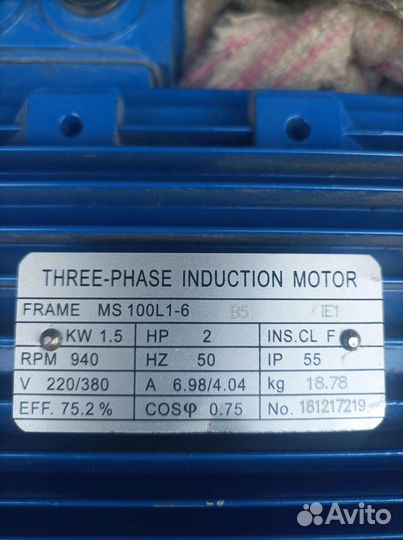 THREE-PHASE INDUCTION MOTOR
FRAME MS 100L1-6 B5 IE1
KW 1.5 HP 2 INS.CL F
RPM 940 HZ 50 IP 55
V 220/380 A 6.98/4.04 kg 18.78
EFF. 75.2 % COSφ 0.75 No. 181217219
Avito